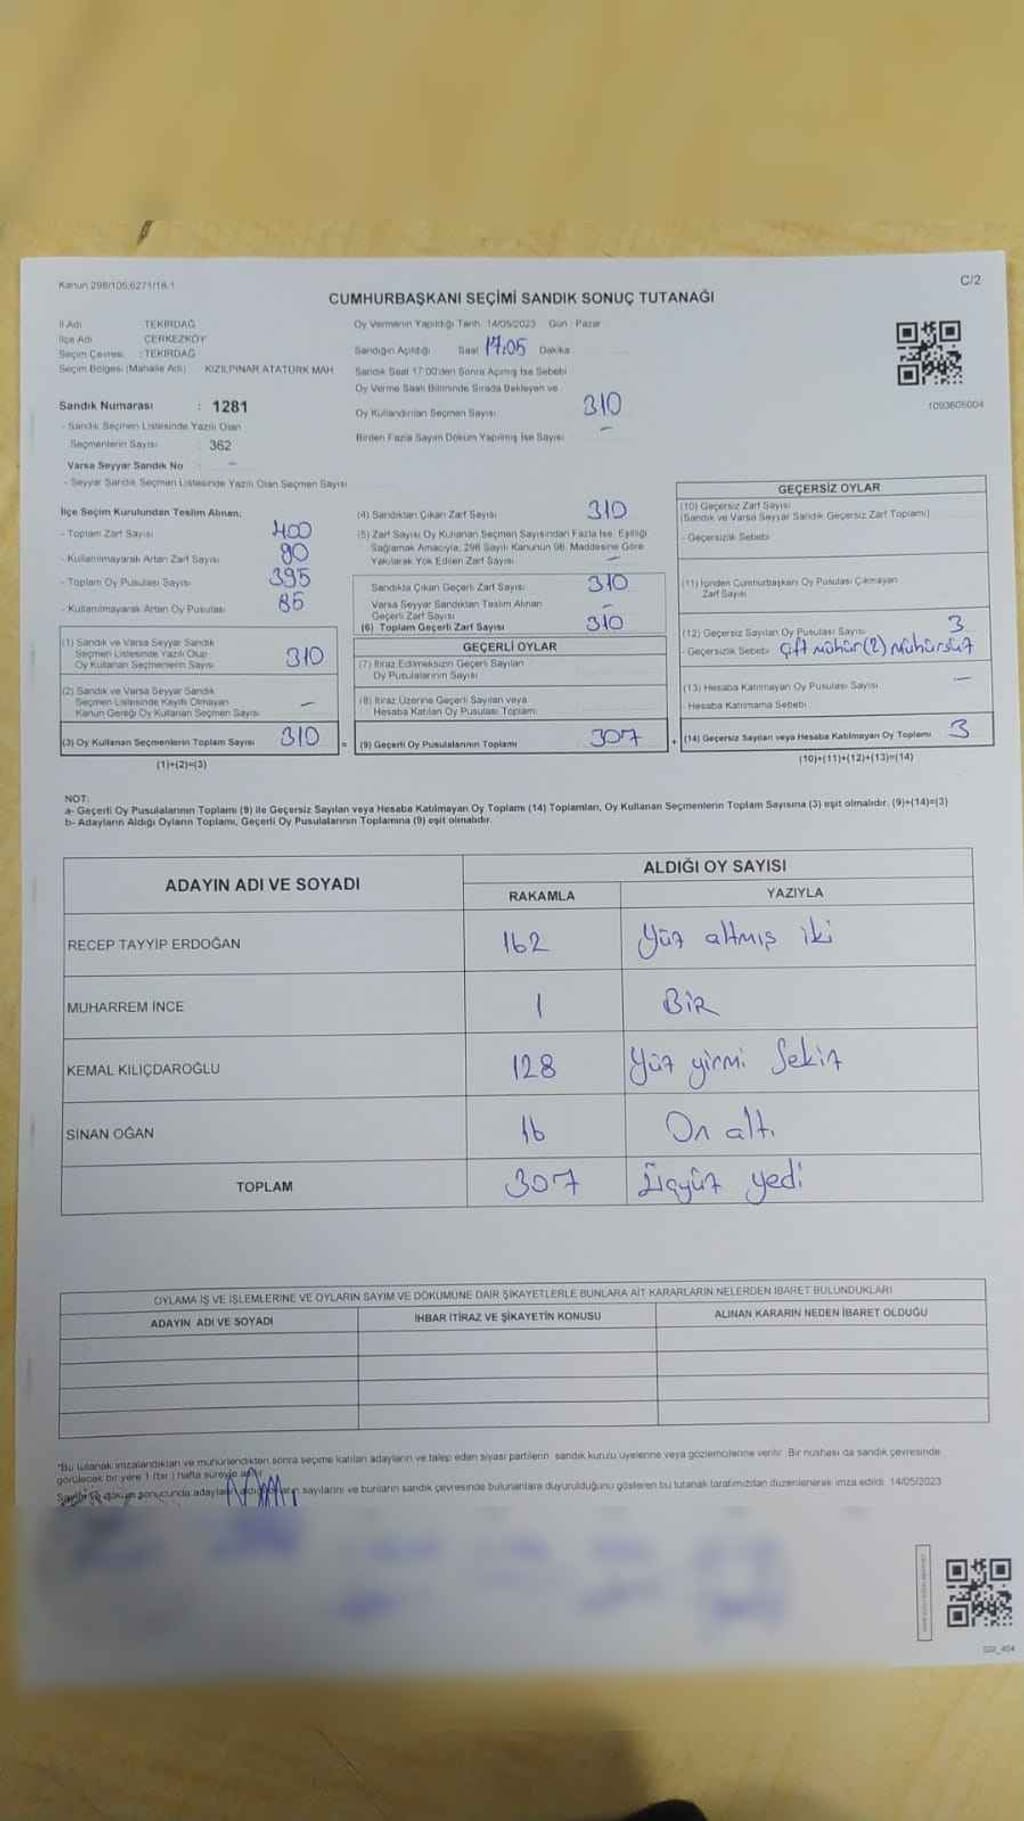 Kanun 298/105,6271/18.1
C/2
CUMHURBAŞKANI SEÇİMİ SANDIK SONUÇ TUTANAĞI
İl Adı : TEKİRDAĞ
İlçe Adı : ÇERKEZKÖY
Seçim Çevresi : TEKİRDAĞ
Seçim Bölgesi (Mahalle Adı) : KIZILPINAR ATATÜRK MAH
Oy Vermenin Yapıldığı Tarih: 14/05/2023 Gün : Pazar
Sandığın Açıldığı Saat 17:05 Dakika
Sandık Saat 17:00'den Sonra Açılmış İse Sebebi
Oy Verme Saati Bitiminde Sırada Bekleyen ve
Oy Kullandırılan Seçmen Sayısı 310
Birden Fazla Sayım Döküm Yapılmış İse Sayısı –
1093605004
Sandık Numarası : 1281
- Sandık Seçmen Listesinde Yazılı Olan
Seçmenlerin Sayısı : 362
Varsa Seyyar Sandık No –
- Seyyar Sandık Seçmen Listesinde Yazılı Olan Seçmen Sayısı
İlçe Seçim Kurulundan Teslim Alınan;
- Toplam Zarf Sayısı 400
- Kullanılmayarak Artan Zarf Sayısı 90
- Toplam Oy Pusulası Sayısı 395
- Kullanılmayarak Artan Oy Pusulası 85
(1) Sandık ve Varsa Seyyar Sandık
Seçmen Listesinde Yazılı Olup
Oy Kullanan Seçmenlerin Sayısı 310
(2) Sandık ve Varsa Seyyar Sandık
Seçmen Listesinde Kayıtlı Olmayan
Kanun Gereği Oy Kullanan Seçmen Sayısı –
(3) Oy Kullanan Seçmenlerin Toplam Sayısı 310
(1)+(2)=(3)
(4) Sandıktan Çıkan Zarf Sayısı 310
(5) Zarf Sayısı Oy Kullanan Seçmen Sayısından Fazla İse, Eşitliği
Sağlamak Amacıyla, 298 Sayılı Kanunun 98. Maddesine Göre
Yakılarak Yok Edilen Zarf Sayısı –
Sandıkta Çıkan Geçerli Zarf Sayısı 310
Varsa Seyyar Sandıktan Teslim Alınan
Geçerli Zarf Sayısı –
(6) Toplam Geçerli Zarf Sayısı 310
GEÇERLİ OYLAR
(7) İtiraz Edilmeksizin Geçerli Sayılan
Oy Pusulalarının Sayısı
(8) İtiraz Üzerine Geçerli Sayılan veya
Hesaba Katılan Oy Pusulası Toplamı
= (9) Geçerli Oy Pusulalarının Toplamı 307
GEÇERSİZ OYLAR
(10) Geçersiz Zarf Sayısı
(Sandık ve Varsa Seyyar Sandık Geçersiz Zarf Toplamı)
- Geçersizlik Sebebi
(11) İçinden Cumhurbaşkanı Oy Pusulası Çıkmayan
Zarf Sayısı
(12) Geçersiz Sayılan Oy Pusulası Sayısı 3
- Geçersizlik Sebebi Çift mühür (2) Mühürsüz
(13) Hesaba Katılmayan Oy Pusulası Sayısı –
- Hesaba Katılmama Sebebi
+ (14) Geçersiz Sayılan veya Hesaba Katılmayan Oy Toplamı 3
(10)+(11)+(12)+(13)=(14)
NOT:
a- Geçerli Oy Pusulalarının Toplamı (9) ile Geçersiz Sayılan veya Hesaba Katılmayan Oy Toplamı (14) Toplamları, Oy Kullanan Seçmenlerin Toplam Sayısına (3) eşit olmalıdır. (9)+(14)=(3)
b- Adayların Aldığı Oyların Toplamı, Geçerli Oy Pusulalarının Toplamına (9) eşit olmalıdır.
ADAYIN ADI VE SOYADI
ALDIĞI OY SAYISI
RAKAMLA YAZIYLA
RECEP TAYYİP ERDOĞAN 162 Yüz altmış iki
MUHARREM İNCE 1 BİR
KEMAL KILIÇDAROĞLU 128 Yüz yirmi Sekiz
SİNAN OĞAN 16 On altı
TOPLAM 307 Üçyüz yedi
OYLAMA İŞ VE İŞLEMLERİNE VE OYLARIN SAYIM VE DÖKÜMÜNE DAİR ŞİKAYETLERLE BUNLARA AİT KARARLARIN NELERDEN İBARET BULUNDUKLARI
ADAYIN ADI VE SOYADI İHBAR İTİRAZ VE ŞİKAYETİN KONUSU ALINAN KARARIN NEDEN İBARET OLDUĞU
*Bu tutanak imzalandıktan ve mühürlendikten sonra seçime katılan adayların ve talep eden siyasi partilerin sandık kurulu üyelerine veya gözlemcilerine verilir. Bir nüshası da sandık çevresinde
görülecek bir yere 1 (bir) hafta süreyle asılır.
Sayım ve döküm sonucunda adayların aldığı oyların sayılarını ve bunların sandık çevresinde bulunanlara duyurulduğunu gösteren bu tutanak tarafımızdan düzenlenerek imza edildi. 14/05/2023